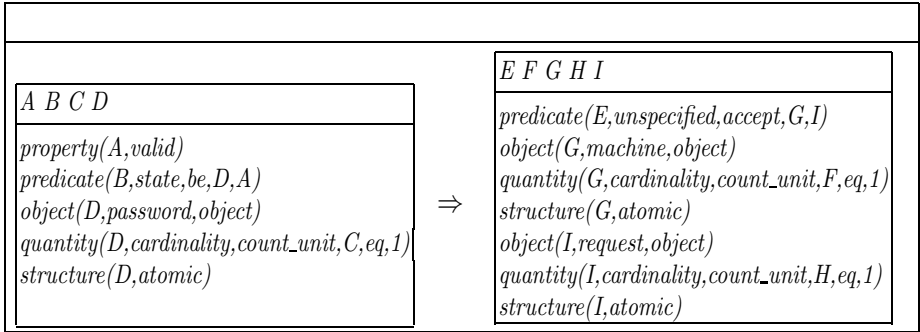 A B C D
property(A,valid)
predicate(B,state,be,D,A)
object(D,password,object)
quantity(D,cardinality,count_unit,C,eq,1)
structure(D,atomic)
⇒
E F G H I
predicate(E,unspecified,accept,G,I)
object(G,machine,object)
quantity(G,cardinality,count_unit,F,eq,1)
structure(G,atomic)
object(I,request,object)
quantity(I,cardinality,count_unit,H,eq,1)
structure(I,atomic)